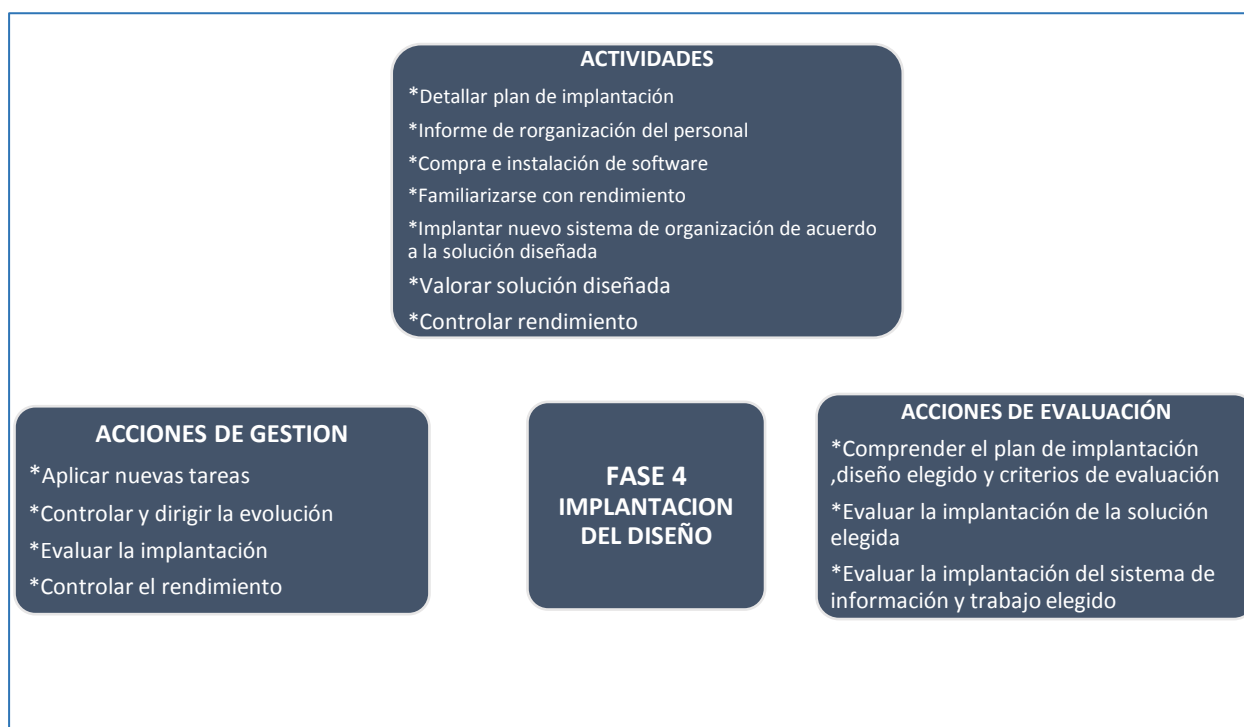 ACTIVIDADES
*Detallar plan de implantación
*Informe de rorganización del personal
*Compra e instalación de software
*Familiarizarse con rendimiento
*Implantar nuevo sistema de organización de acuerdo
a la solución diseñada
*Valorar solución diseñada
*Controlar rendimiento
ACCIONES DE GESTION
*Aplicar nuevas tareas
*Controlar y dirigir la evolución
*Evaluar la implantación
*Controlar el rendimiento
FASE 4
IMPLANTACION
DEL DISEÑO
ACCIONES DE EVALUACIÓN
*Comprender el plan de implantación
,diseño elegido y criterios de evaluación
*Evaluar la implantación de la solución
elegida
*Evaluar la implantación del sistema de
información y trabajo elegido